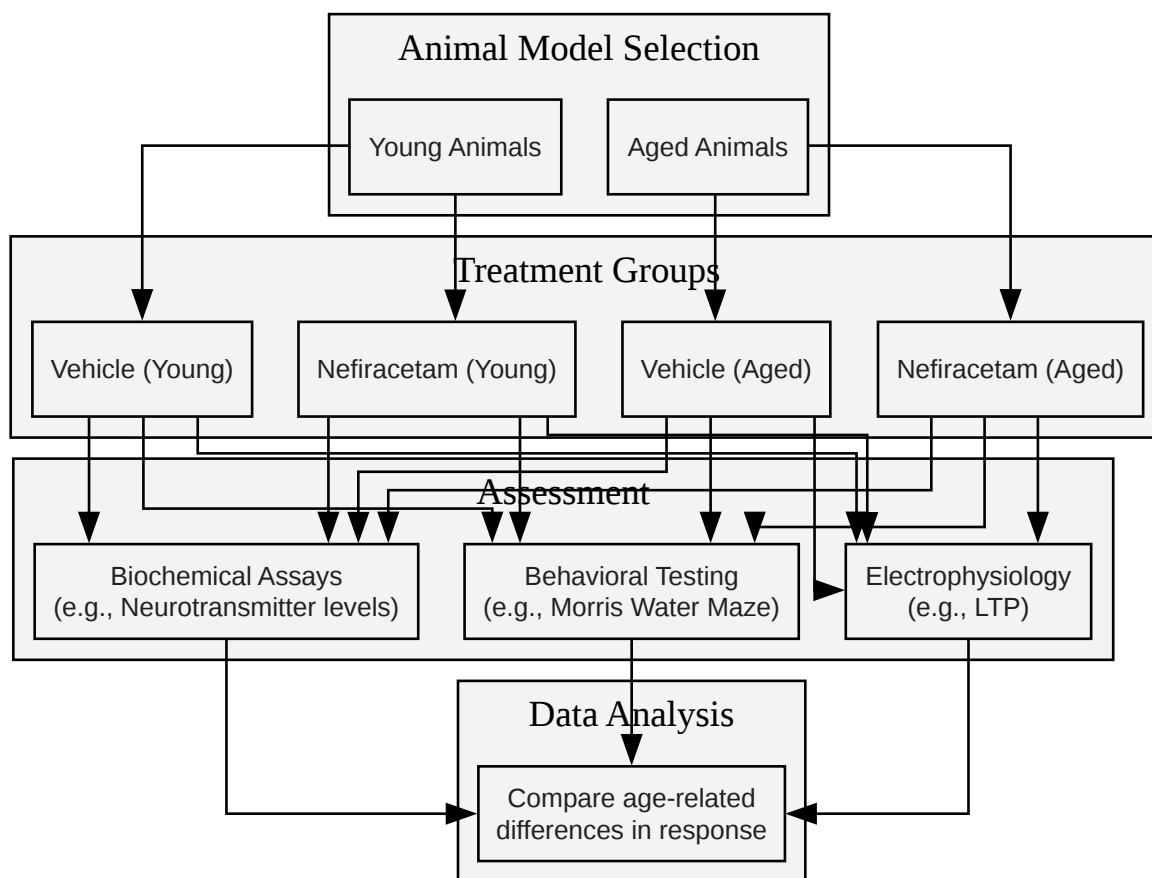 Animal Model Selection
Young Animals
Aged Animals
Treatment Groups
Vehicle (Young)
Nefiracetam (Young)
Vehicle (Aged)
Nefiracetam (Aged)
Assessment
Biochemical Assays
(e.g., Neurotransmitter levels)
Behavioral Testing
(e.g., Morris Water Maze)
Electrophysiology
(e.g., LTP)
Data Analysis
Compare age-related
differences in response